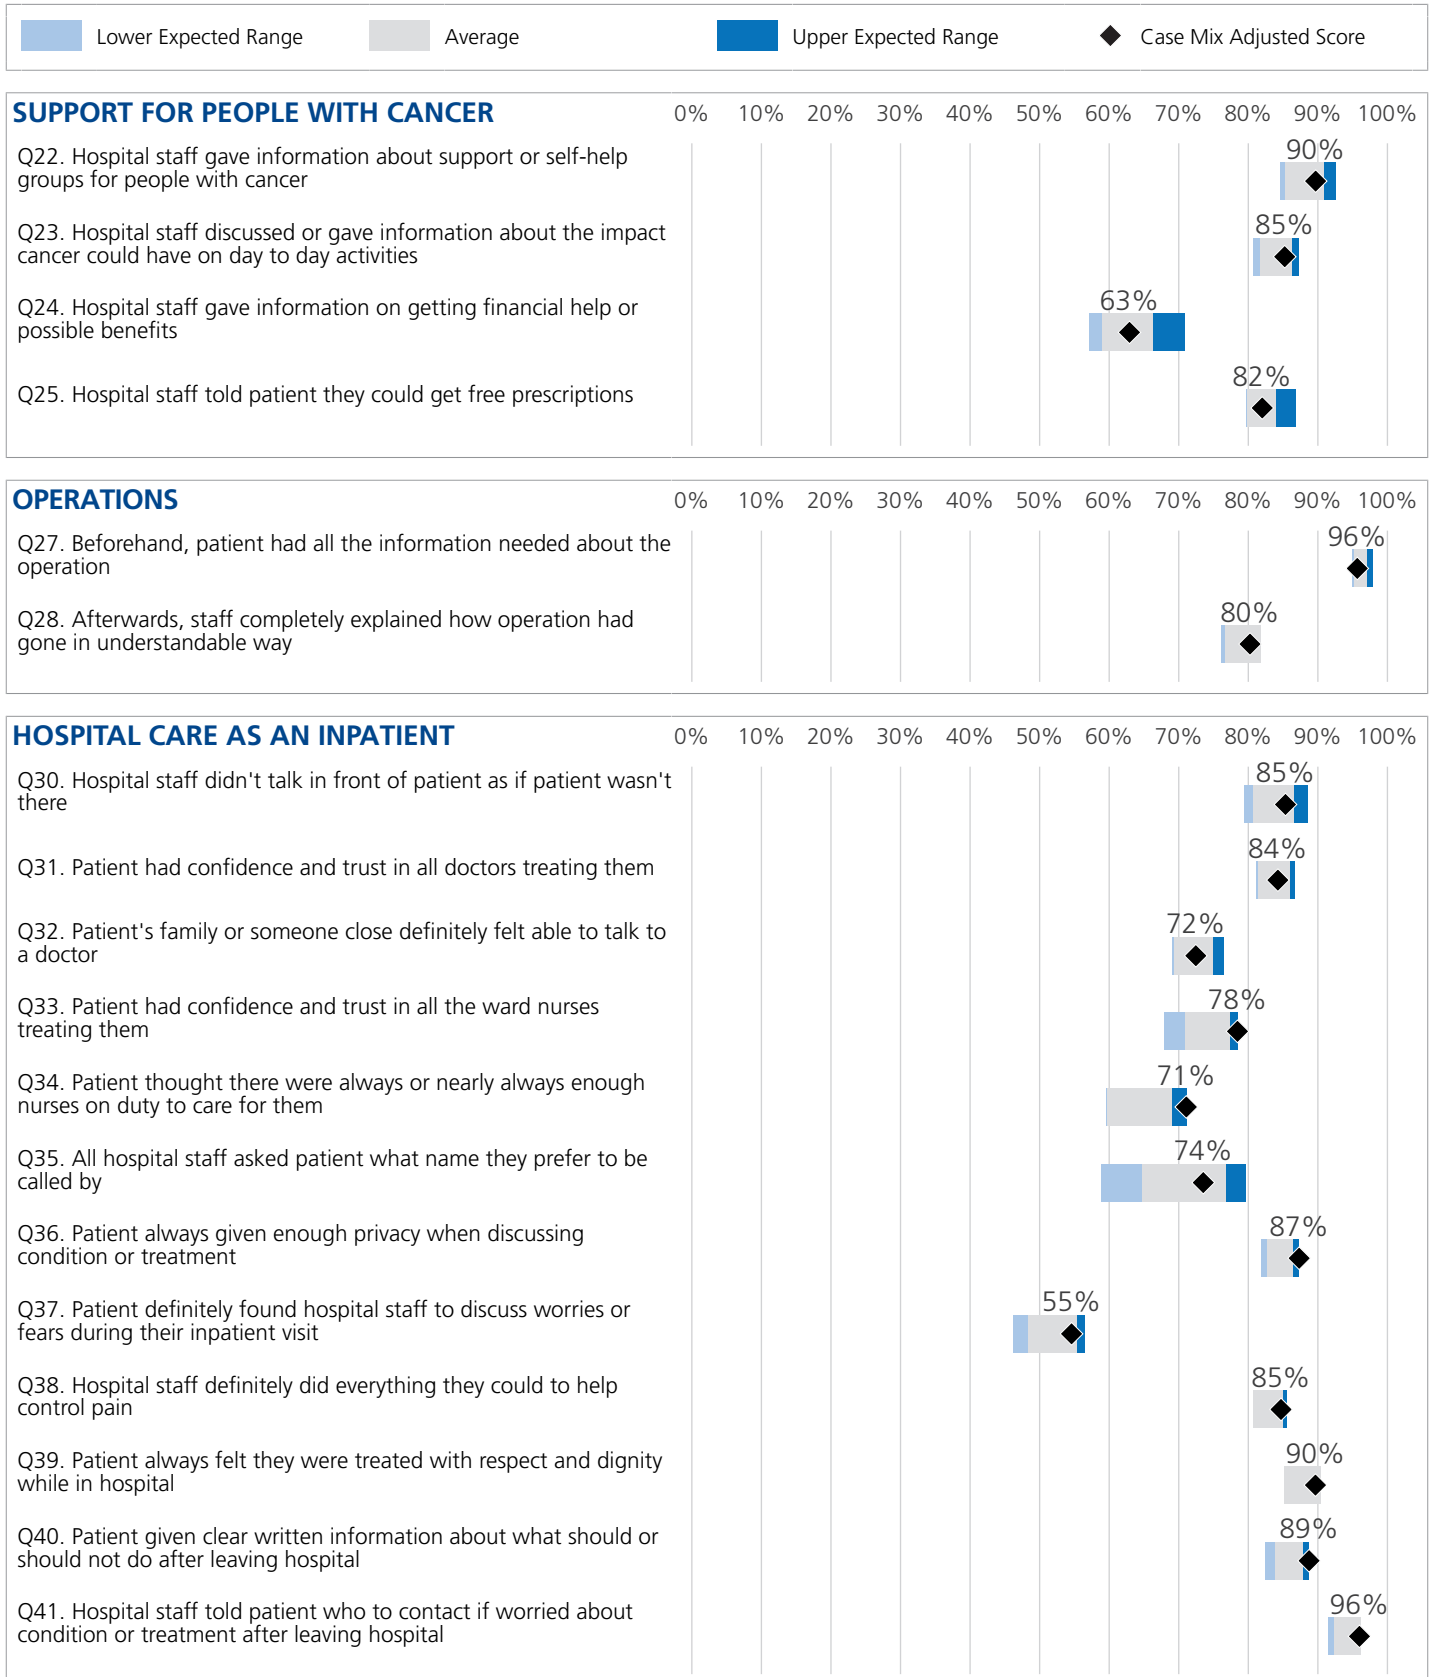 Lower Expected Range Average Upper Expected Range Case Mix Adjusted Score
SUPPORT FOR PEOPLE WITH CANCER 0% 10% 20% 30% 40% 50% 60% 70% 80% 90% 100%
Q22. Hospital staff gave information about support or self-help
groups for people with cancer
90%
Q23. Hospital staff discussed or gave information about the impact
cancer could have on day to day activities
85%
Q24. Hospital staff gave information on getting financial help or
possible benefits
63%
Q25. Hospital staff told patient they could get free prescriptions
82%
OPERATIONS 0% 10% 20% 30% 40% 50% 60% 70% 80% 90% 100%
Q27. Beforehand, patient had all the information needed about the
operation
96%
Q28. Afterwards, staff completely explained how operation had
gone in understandable way
80%
HOSPITAL CARE AS AN INPATIENT 0% 10% 20% 30% 40% 50% 60% 70% 80% 90% 100%
Q30. Hospital staff didn't talk in front of patient as if patient wasn't
there
85%
Q31. Patient had confidence and trust in all doctors treating them
84%
Q32. Patient's family or someone close definitely felt able to talk to
a doctor
72%
Q33. Patient had confidence and trust in all the ward nurses
treating them
78%
Q34. Patient thought there were always or nearly always enough
nurses on duty to care for them
71%
Q35. All hospital staff asked patient what name they prefer to be
called by
74%
Q36. Patient always given enough privacy when discussing
condition or treatment
87%
Q37. Patient definitely found hospital staff to discuss worries or
fears during their inpatient visit
55%
Q38. Hospital staff definitely did everything they could to help
control pain
85%
Q39. Patient always felt they were treated with respect and dignity
while in hospital
90%
Q40. Patient given clear written information about what should or
should not do after leaving hospital
89%
Q41. Hospital staff told patient who to contact if worried about
condition or treatment after leaving hospital
96%